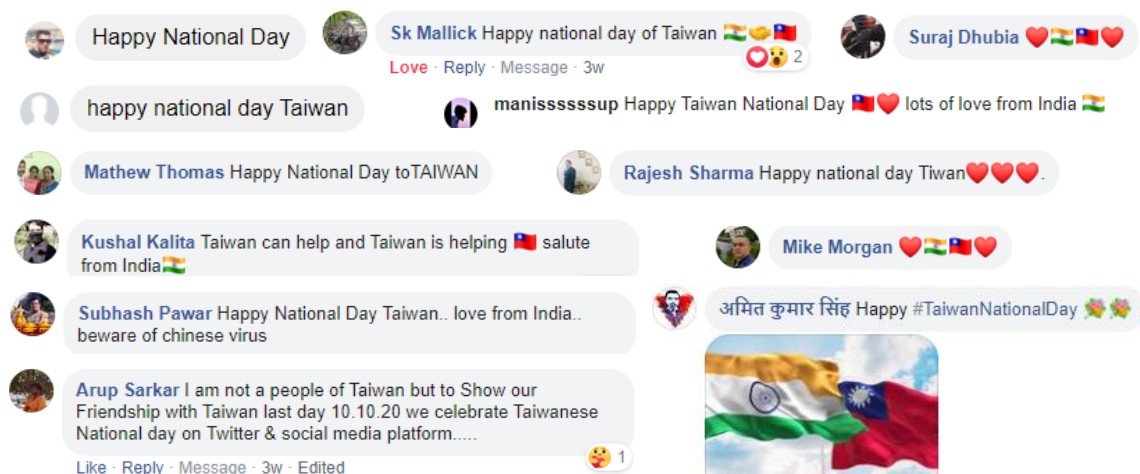 Happy National Day
Sk Mallick Happy national day of Taiwan 🇮🇳🤝🇹🇼
Love · Reply · Message · 3w
2
Suraj Dhubia ❤️🇮🇳🇹🇼❤️
happy national day Taiwan
manissssssup Happy Taiwan National Day 🇹🇼❤️ lots of love from India 🇮🇳
Mathew Thomas Happy National Day toTAIWAN
Rajesh Sharma Happy national day Tiwan❤️❤️❤️.
Kushal Kalita Taiwan can help and Taiwan is helping 🇹🇼 salute
from India🇮🇳
Mike Morgan ❤️🇮🇳🇹🇼❤️
Subhash Pawar Happy National Day Taiwan.. love from India..
beware of chinese virus
अमित कुमार सिंह Happy #TaiwanNationalDay 💐💐
Arup Sarkar I am not a people of Taiwan but to Show our
Friendship with Taiwan last day 10.10.20 we celebrate Taiwanese
National day on Twitter & social media platform.....
1
Like · Reply · Message · 3w · Edited